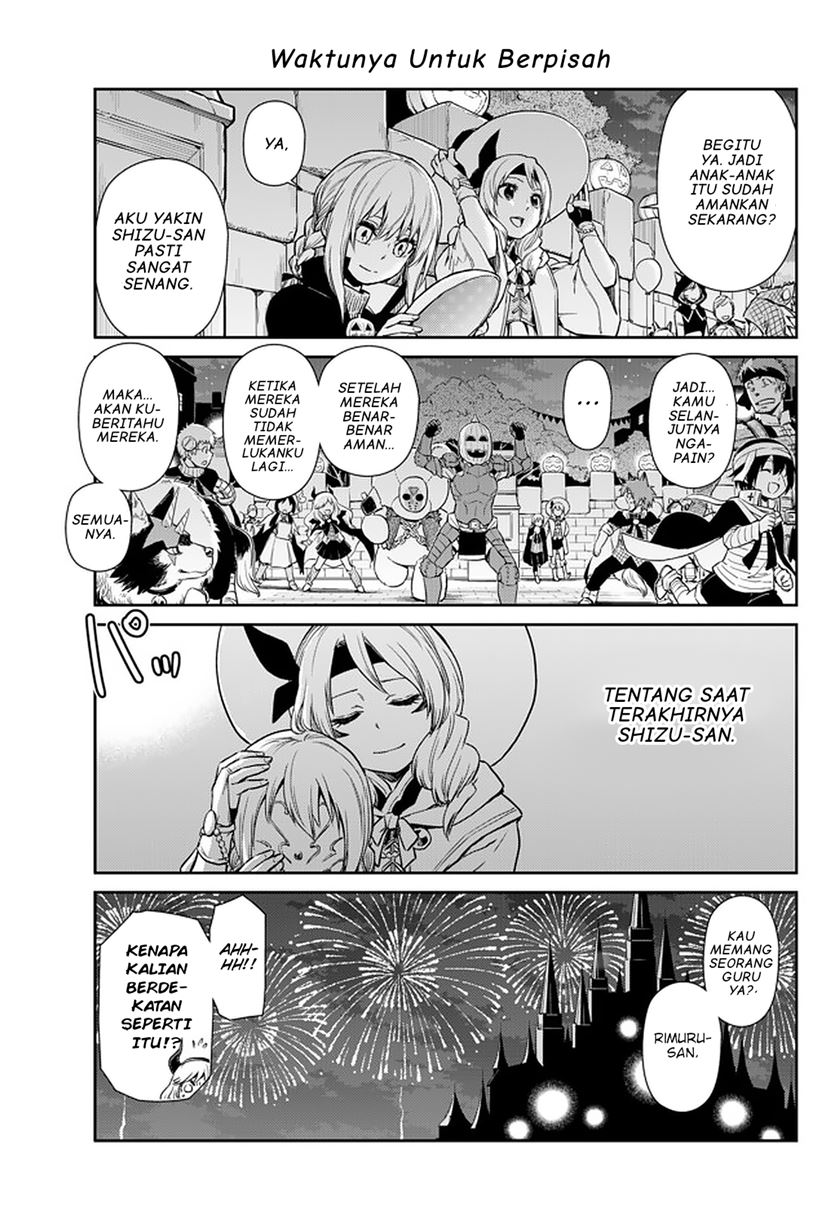 Waktunya Untuk Berpisah
BEGITU
YA. JADI
ANAK-ANAK
ITU SUDAH
AMANKAN
SEKARANG?
YA,
AKU YAKIN
SHIZU-SAN
PASTI
SANGAT
SENANG.
JADI...
KAMU
SELAN-
JUTNYA
NGA-
PAIN?
...
SETELAH
MEREKA
BENAR-
BENAR
AMAN...
KETIKA
MEREKA
SUDAH
TIDAK
MEMER-
LUKANKU
LAGI...
MAKA...
AKAN KU-
BERITAHU
MEREKA.
SEMUA-
NYA.
TENTANG SAAT
TERAKHIRNYA
SHIZU-SAN.
パペッ
KAU
MEMANG
SEORANG
GURU
YA?,
RIMURU-
SAN,
AHH-
HH!!
KENAPA
KALIAN
BERDE-
KATAN
SEPERTI
ITU!?